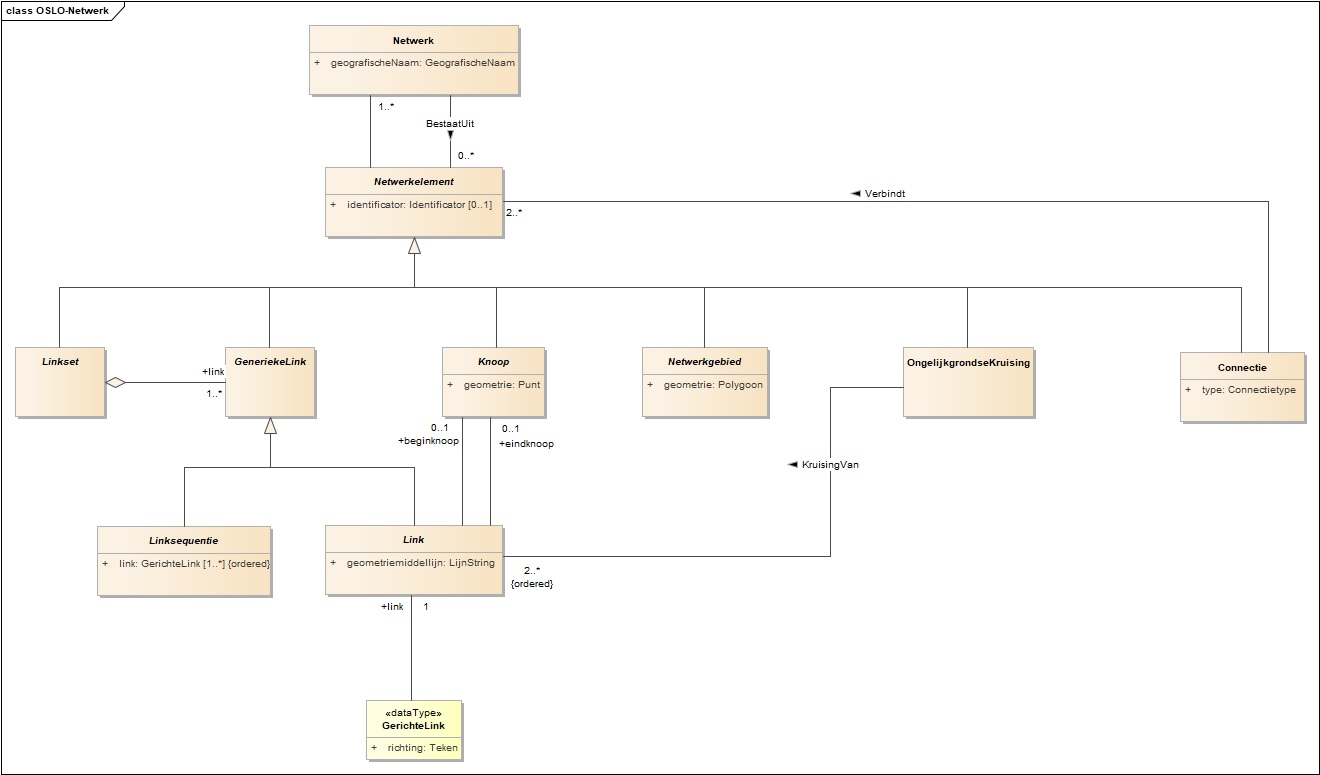 class OSLO-Netwerk
Netwerk
+ geografischeNaam: GeografischeNaam
1..*
BestaatUit
0..*
Netwerkelement
+ identificator: Identificator [0..1]
2..*
Verbindt
Linkset
+link
1..*
GeneriekeLink
Knoop
+ geometrie: Punt
Netwerkgebied
+ geometrie: Polygoon
OngelijkgrondseKruising
Connectie
+ type: Connectietype
0..1
+beginknoop
0..1
+eindknoop
KruisingVan
Linksequentie
+ link: GerichteLink [1..*] {ordered}
Link
+ geometriemiddellijn: LijnString
2..*
{ordered}
+link
1
«dataType»
GerichteLink
+ richting: Teken